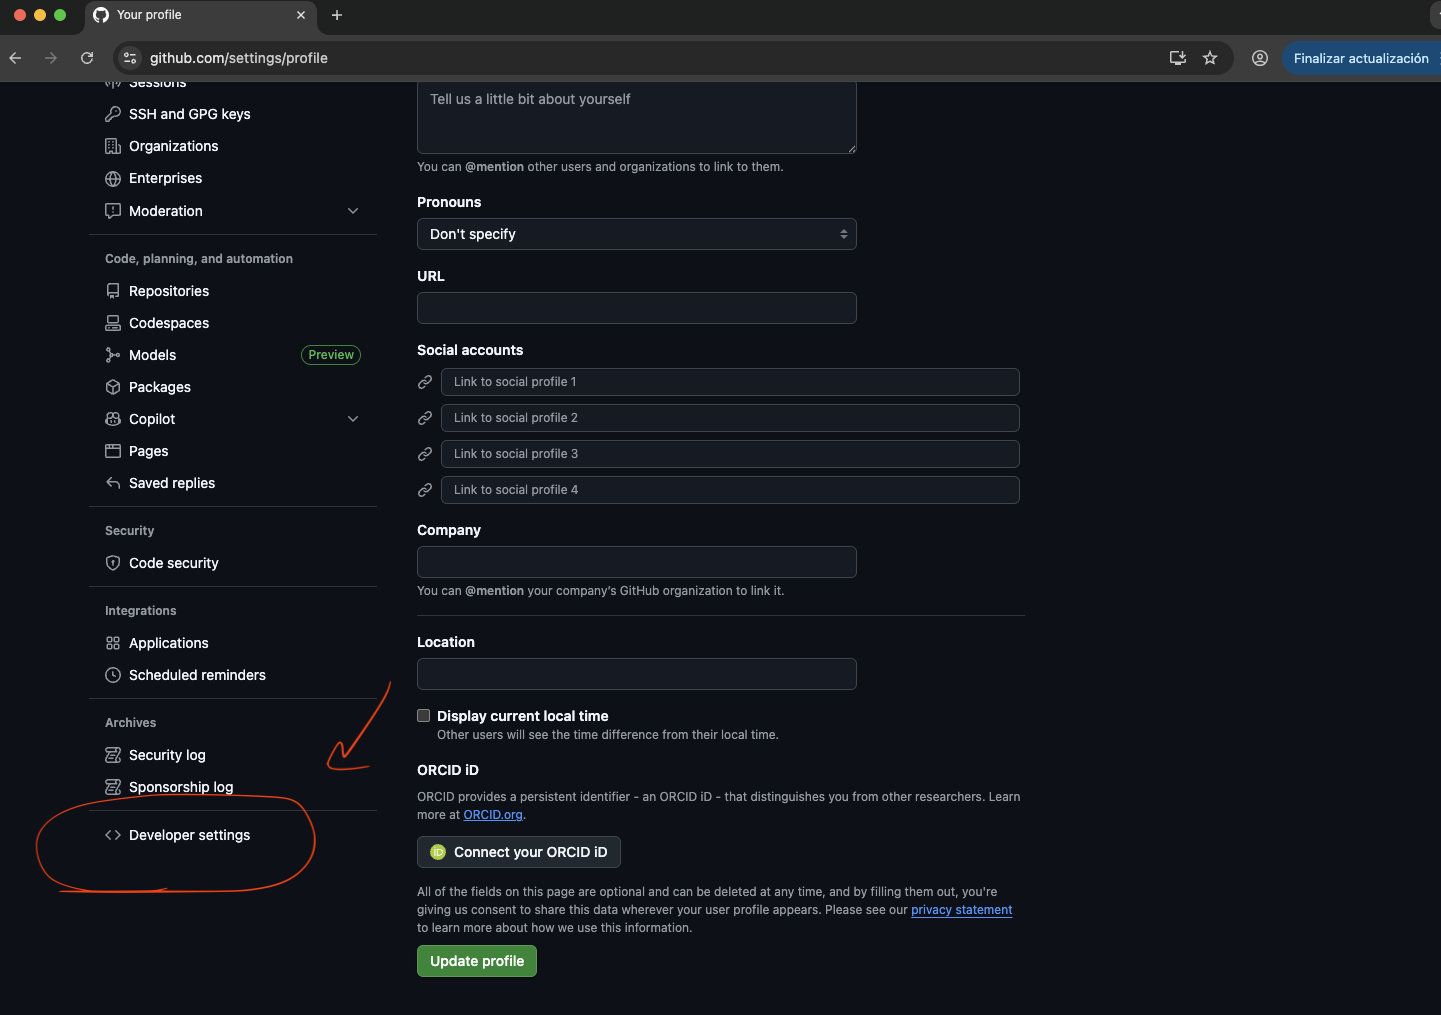 Your profile
github.com/settings/profile
Finalizar actualización
Sessions
SSH and GPG keys
Organizations
Enterprises
Moderation
Code, planning, and automation
Repositories
Codespaces
Models
Preview
Packages
Copilot
Pages
Saved replies
Security
Code security
Integrations
Applications
Scheduled reminders
Archives
Security log
Sponsorship log
Developer settings
Tell us a little bit about yourself
You can @mention other users and organizations to link to them.
Pronouns
Don't specify
URL
Social accounts
Link to social profile 1
Link to social profile 2
Link to social profile 3
Link to social profile 4
Company
You can @mention your company's GitHub organization to link it.
Location
Display current local time
Other users will see the time difference from their local time.
ORCID iD
ORCID provides a persistent identifier - an ORCID iD - that distinguishes you from other researchers. Learn
more at ORCID.org.
iD Connect your ORCID iD
All of the fields on this page are optional and can be deleted at any time, and by filling them out, you're
giving us consent to share this data wherever your user profile appears. Please see our privacy statement
to learn more about how we use this information.
Update profile